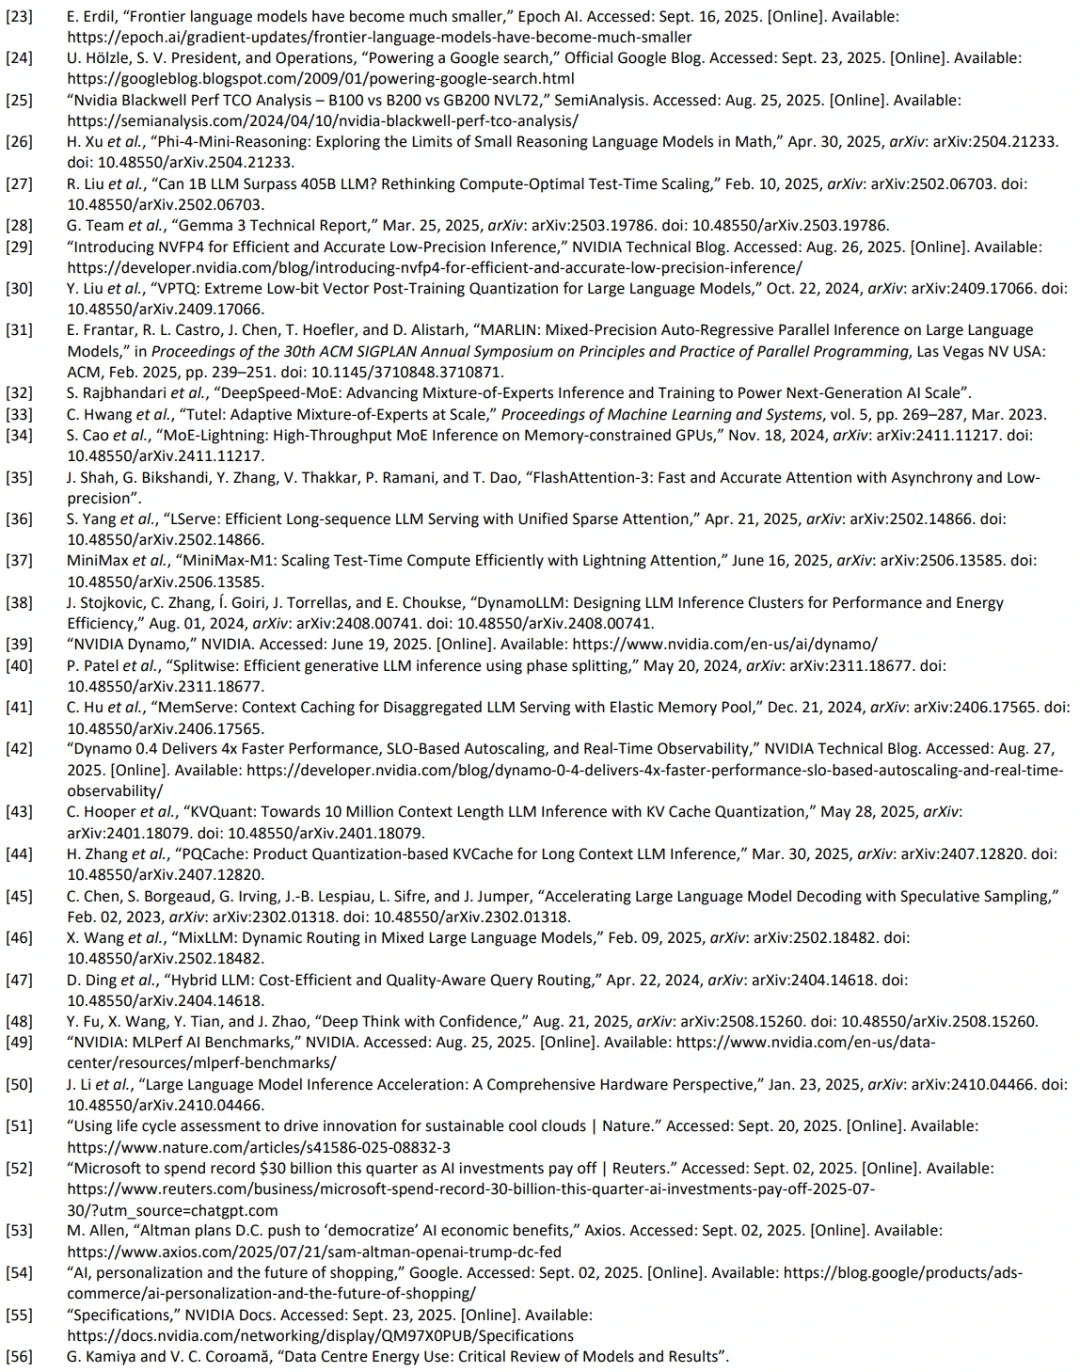 [23] E. Erdil, “Frontier language models have become much smaller,” Epoch AI. Accessed: Sept. 16, 2025. [Online]. Available:
https://epoch.ai/gradient-updates/frontier-language-models-have-become-much-smaller
[24] U. Hölzle, S. V. President, and Operations, “Powering a Google search,” Official Google Blog. Accessed: Sept. 23, 2025. [Online]. Available:
https://googleblog.blogspot.com/2009/01/powering-google-search.html
[25] “Nvidia Blackwell Perf TCO Analysis – B100 vs B200 vs GB200 NVL72,” SemiAnalysis. Accessed: Aug. 25, 2025. [Online]. Available:
https://semianalysis.com/2024/04/10/nvidia-blackwell-perf-tco-analysis/
[26] H. Xu et al., “Phi-4-Mini-Reasoning: Exploring the Limits of Small Reasoning Language Models in Math,” Apr. 30, 2025, arXiv: arXiv:2504.21233.
doi: 10.48550/arXiv.2504.21233.
[27] R. Liu et al., “Can 1B LLM Surpass 405B LLM? Rethinking Compute-Optimal Test-Time Scaling,” Feb. 10, 2025, arXiv: arXiv:2502.06703. doi:
10.48550/arXiv.2502.06703.
[28] G. Team et al., “Gemma 3 Technical Report,” Mar. 25, 2025, arXiv: arXiv:2503.19786. doi: 10.48550/arXiv.2503.19786.
[29] “Introducing NVFP4 for Efficient and Accurate Low-Precision Inference,” NVIDIA Technical Blog. Accessed: Aug. 26, 2025. [Online]. Available:
https://developer.nvidia.com/blog/introducing-nvfp4-for-efficient-and-accurate-low-precision-inference/
[30] Y. Liu et al., “VPTQ: Extreme Low-bit Vector Post-Training Quantization for Large Language Models,” Oct. 22, 2024, arXiv: arXiv:2409.17066. doi:
10.48550/arXiv.2409.17066.
[31] E. Frantar, R. L. Castro, J. Chen, T. Hoefler, and D. Alistarh, “MARLIN: Mixed-Precision Auto-Regressive Parallel Inference on Large Language
Models,” in Proceedings of the 30th ACM SIGPLAN Annual Symposium on Principles and Practice of Parallel Programming, Las Vegas NV USA:
ACM, Feb. 2025, pp. 239–251. doi: 10.1145/3710848.3710871.
[32] S. Rajbhandari et al., “DeepSpeed-MoE: Advancing Mixture-of-Experts Inference and Training to Power Next-Generation AI Scale”.
[33] C. Hwang et al., “Tutel: Adaptive Mixture-of-Experts at Scale,” Proceedings of Machine Learning and Systems, vol. 5, pp. 269–287, Mar. 2023.
[34] S. Cao et al., “MoE-Lightning: High-Throughput MoE Inference on Memory-constrained GPUs,” Nov. 18, 2024, arXiv: arXiv:2411.11217. doi:
10.48550/arXiv.2411.11217.
[35] J. Shah, G. Bikshandi, Y. Zhang, V. Thakkar, P. Ramani, and T. Dao, “FlashAttention-3: Fast and Accurate Attention with Asynchrony and Low-
precision”.
[36] S. Yang et al., “LServe: Efficient Long-sequence LLM Serving with Unified Sparse Attention,” Apr. 21, 2025, arXiv: arXiv:2502.14866. doi:
10.48550/arXiv.2502.14866.
[37] MiniMax et al., “MiniMax-M1: Scaling Test-Time Compute Efficiently with Lightning Attention,” June 16, 2025, arXiv: arXiv:2506.13585. doi:
10.48550/arXiv.2506.13585.
[38] J. Stojkovic, C. Zhang, Í. Goiri, J. Torrellas, and E. Choukse, “DynamoLLM: Designing LLM Inference Clusters for Performance and Energy
Efficiency,” Aug. 01, 2024, arXiv: arXiv:2408.00741. doi: 10.48550/arXiv.2408.00741.
[39] “NVIDIA Dynamo,” NVIDIA. Accessed: June 19, 2025. [Online]. Available: https://www.nvidia.com/en-us/ai/dynamo/
[40] P. Patel et al., “Splitwise: Efficient generative LLM inference using phase splitting,” May 20, 2024, arXiv: arXiv:2311.18677. doi:
10.48550/arXiv.2311.18677.
[41] C. Hu et al., “MemServe: Context Caching for Disaggregated LLM Serving with Elastic Memory Pool,” Dec. 21, 2024, arXiv: arXiv:2406.17565. doi:
10.48550/arXiv.2406.17565.
[42] “Dynamo 0.4 Delivers 4x Faster Performance, SLO-Based Autoscaling, and Real-Time Observability,” NVIDIA Technical Blog. Accessed: Aug. 27,
2025. [Online]. Available: https://developer.nvidia.com/blog/dynamo-0-4-delivers-4x-faster-performance-slo-based-autoscaling-and-real-time-
observability/
[43] C. Hooper et al., “KVQuant: Towards 10 Million Context Length LLM Inference with KV Cache Quantization,” May 28, 2025, arXiv:
arXiv:2401.18079. doi: 10.48550/arXiv.2401.18079.
[44] H. Zhang et al., “PQCache: Product Quantization-based KVCache for Long Context LLM Inference,” Mar. 30, 2025, arXiv: arXiv:2407.12820. doi:
10.48550/arXiv.2407.12820.
[45] C. Chen, S. Borgeaud, G. Irving, J.-B. Lespiau, L. Sifre, and J. Jumper, “Accelerating Large Language Model Decoding with Speculative Sampling,”
Feb. 02, 2023, arXiv: arXiv:2302.01318. doi: 10.48550/arXiv.2302.01318.
[46] X. Wang et al., “MixLLM: Dynamic Routing in Mixed Large Language Models,” Feb. 09, 2025, arXiv: arXiv:2502.18482. doi:
10.48550/arXiv.2502.18482.
[47] D. Ding et al., “Hybrid LLM: Cost-Efficient and Quality-Aware Query Routing,” Apr. 22, 2024, arXiv: arXiv:2404.14618. doi:
10.48550/arXiv.2404.14618.
[48] Y. Fu, X. Wang, Y. Tian, and J. Zhao, “Deep Think with Confidence,” Aug. 21, 2025, arXiv: arXiv:2508.15260. doi: 10.48550/arXiv.2508.15260.
[49] “NVIDIA: MLPerf AI Benchmarks,” NVIDIA. Accessed: Aug. 25, 2025. [Online]. Available: https://www.nvidia.com/en-us/data-
center/resources/mlperf-benchmarks/
[50] J. Li et al., “Large Language Model Inference Acceleration: A Comprehensive Hardware Perspective,” Jan. 23, 2025, arXiv: arXiv:2410.04466. doi:
10.48550/arXiv.2410.04466.
[51] “Using life cycle assessment to drive innovation for sustainable cool clouds | Nature.” Accessed: Sept. 20, 2025. [Online]. Available:
https://www.nature.com/articles/s41586-025-08832-3
[52] “Microsoft to spend record $30 billion this quarter as AI investments pay off | Reuters.” Accessed: Sept. 02, 2025. [Online]. Available:
https://www.reuters.com/business/microsoft-spend-record-30-billion-this-quarter-ai-investments-pay-off-2025-07-
30/?utm_source=chatgpt.com
[53] M. Allen, “Altman plans D.C. push to ‘democratize’ AI economic benefits,” Axios. Accessed: Sept. 02, 2025. [Online]. Available:
https://www.axios.com/2025/07/21/sam-altman-openai-trump-dc-fed
[54] “AI, personalization and the future of shopping,” Google. Accessed: Sept. 02, 2025. [Online]. Available: https://blog.google/products/ads-
commerce/ai-personalization-and-the-future-of-shopping/
[55] “Specifications,” NVIDIA Docs. Accessed: Sept. 23, 2025. [Online]. Available:
https://docs.nvidia.com/networking/display/QM97X0PUB/Specifications
[56] G. Kamiya and V. C. Coroamă, “Data Centre Energy Use: Critical Review of Models and Results”.